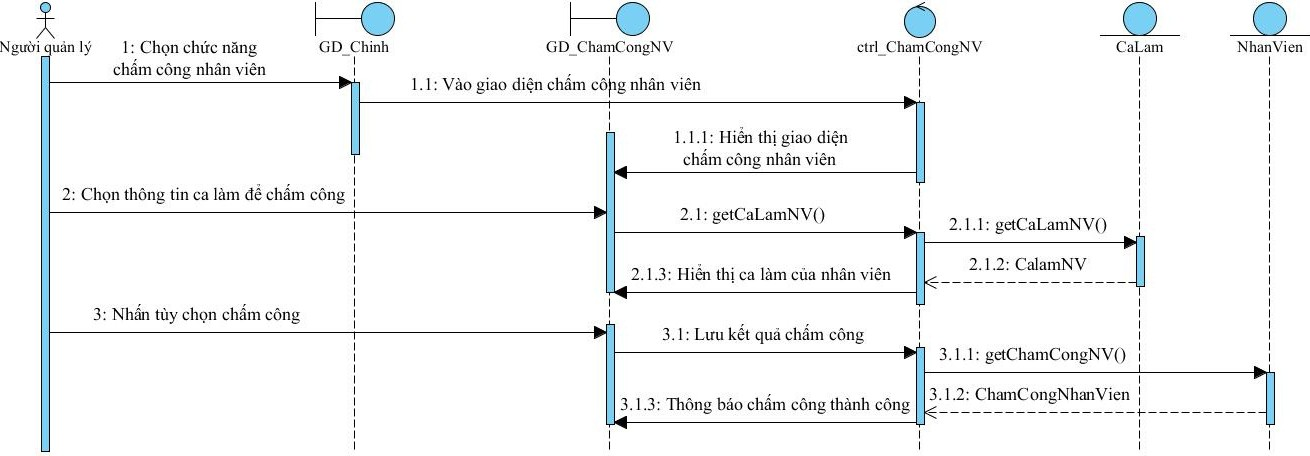 Người quản lý
GD_Chinh
GD_ChamCongNV
ctrl_ChamCongNV
CaLam
NhanVien
1: Chọn chức năng
chấm công nhân viên
1.1: Vào giao diện chấm công nhân viên
1.1.1: Hiển thị giao diện
chấm công nhân viên
2: Chọn thông tin ca làm để chấm công
2.1: getCaLamNV()
2.1.1: getCaLamNV()
2.1.2: CalamNV
2.1.3: Hiển thị ca làm của nhân viên
3: Nhấn tùy chọn chấm công
3.1: Lưu kết quả chấm công
3.1.1: getChamCongNV()
3.1.2: ChamCongNhanVien
3.1.3: Thông báo chấm công thành công